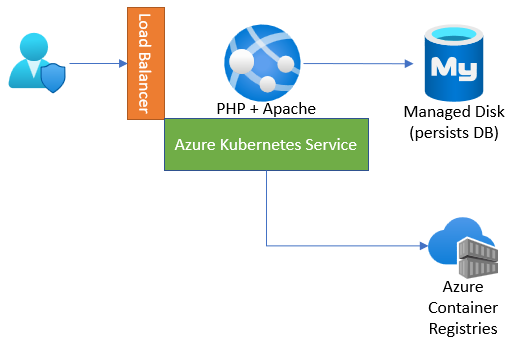 Load Balancer
PHP + Apache
My
Managed Disk
(persists DB)
Azure Kubernetes Service
Azure
Container
Registries